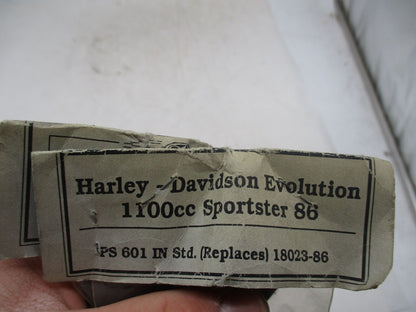 Harley - Davidson Evolution
1100cc Sportster 86
PS 601 IN Std. (Replaces) 18023-86